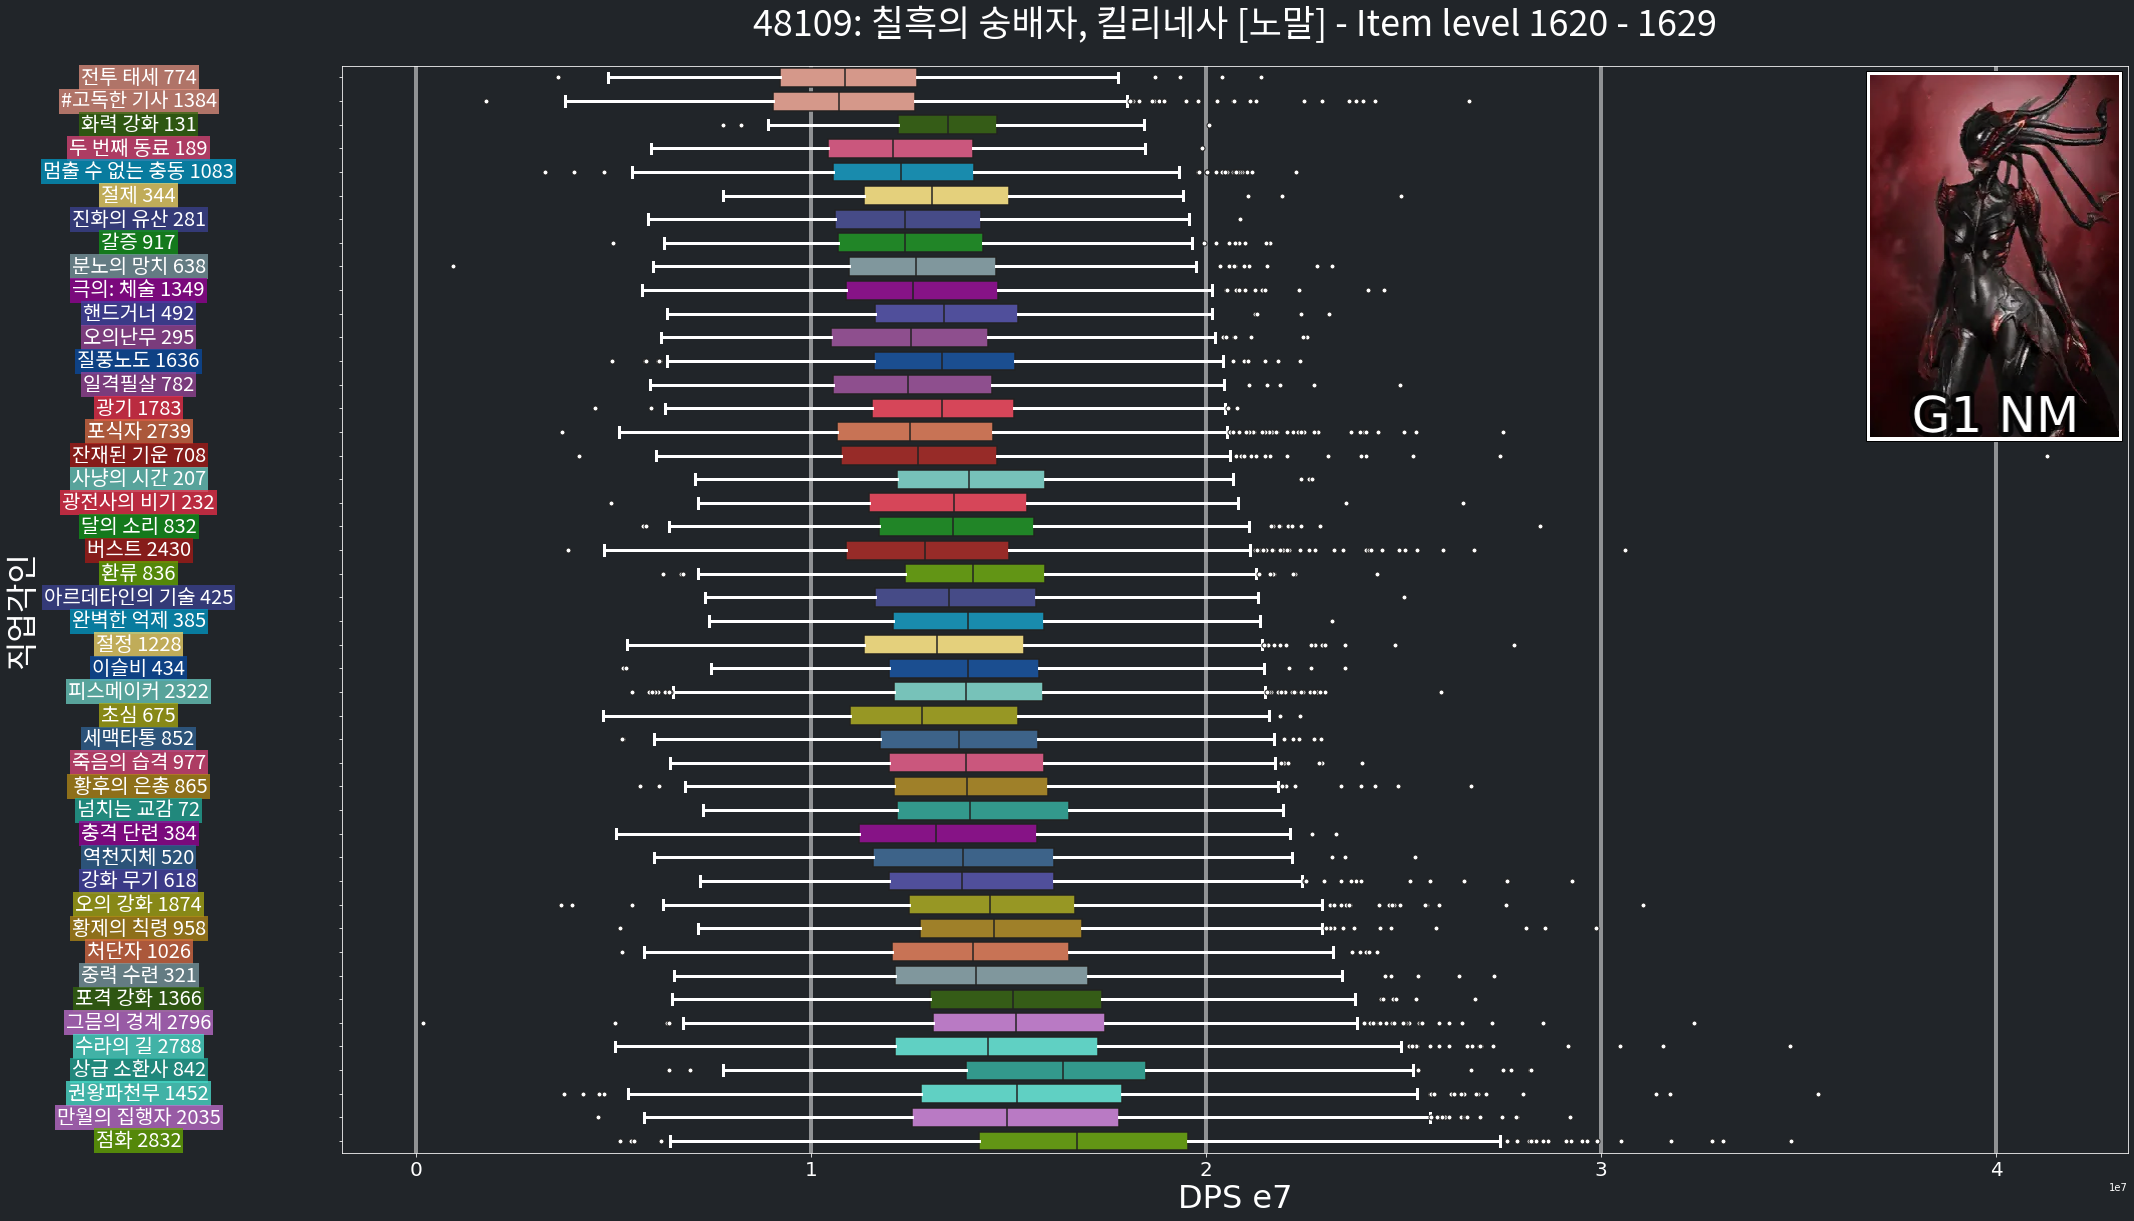 48109: 칠흑의 숭배자, 킬리네사 [노말] - Item level 1620 - 1629
전투 태세 774
#고독한 기사 1384
화력 강화 131
두 번째 동료 189
멈출 수 없는 충동 1083
절제 344
진화의 유산 281
갈증 917
분노의 망치 638
극의: 체술 1349
핸드거너 492
오의난무 295
질풍노도 1636
일격필살 782
광기 1783
포식자 2739
잔재된 기운 708
사냥의 시간 207
광전사의 비기 232
달의 소리 832
버스트 2430
환류 836
아르데타인의 기술 425
완벽한 억제 385
절정 1228
이슬비 434
피스메이커 2322
초심 675
세맥타통 852
죽음의 습격 977
황후의 은총 865
넘치는 교감 72
충격 단련 384
역천지체 520
강화 무기 618
오의 강화 1874
황제의 칙령 958
처단자 1026
중력 수련 321
포격 강화 1366
그믐의 경계 2796
수라의 길 2788
상급 소환사 842
권왕파천무 1452
만월의 집행자 2035
점화 2832
직업각인
G1 NM
0 1 2 3 4
DPS e7
1e7